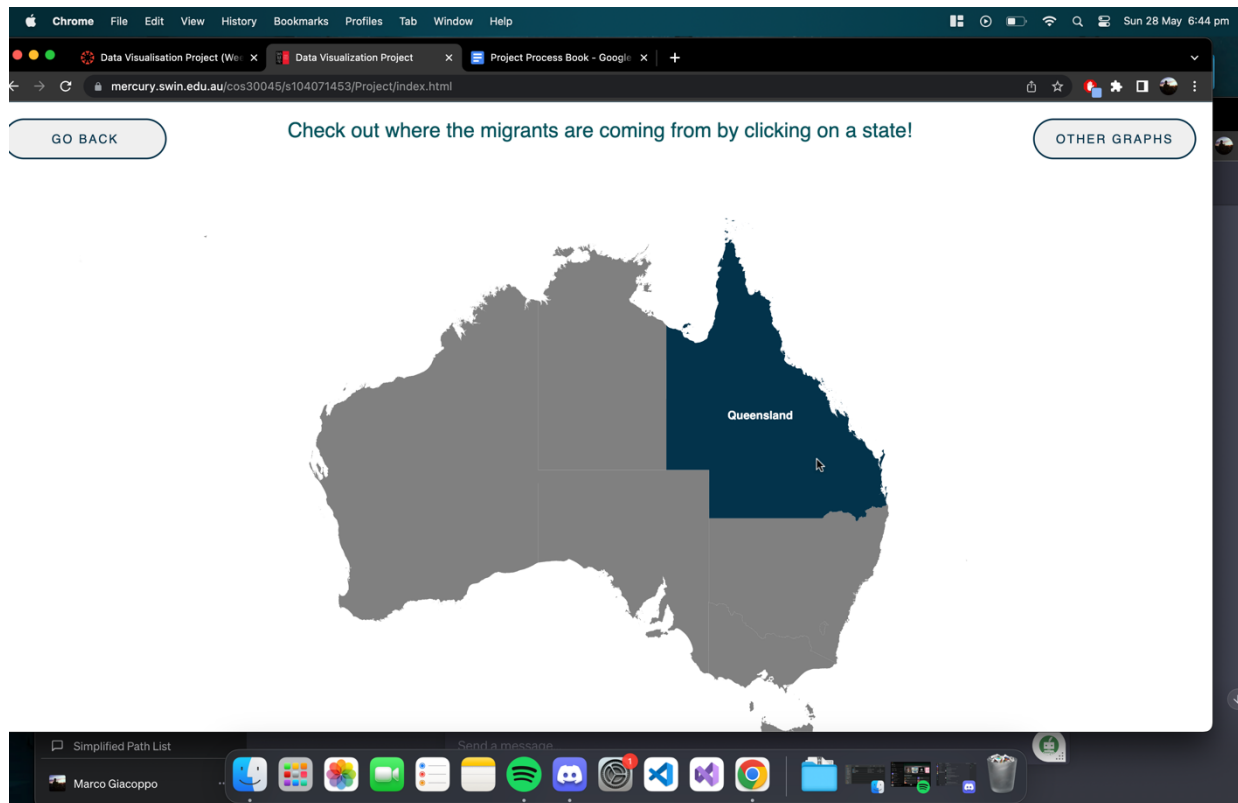 Chrome File Edit View History Bookmarks Profiles Tab Window Help Sun 28 May 6:44 pm
Data Visualisation Project (Wee Data Visualization Project Project Process Book - Google
mercury.swin.edu.au/cos30045/s104071453/Project/index.html
GO BACK
Check out where the migrants are coming from by clicking on a state!
OTHER GRAPHS
Queensland
Simplified Path List
Send a message
Marco Giacoppo
1